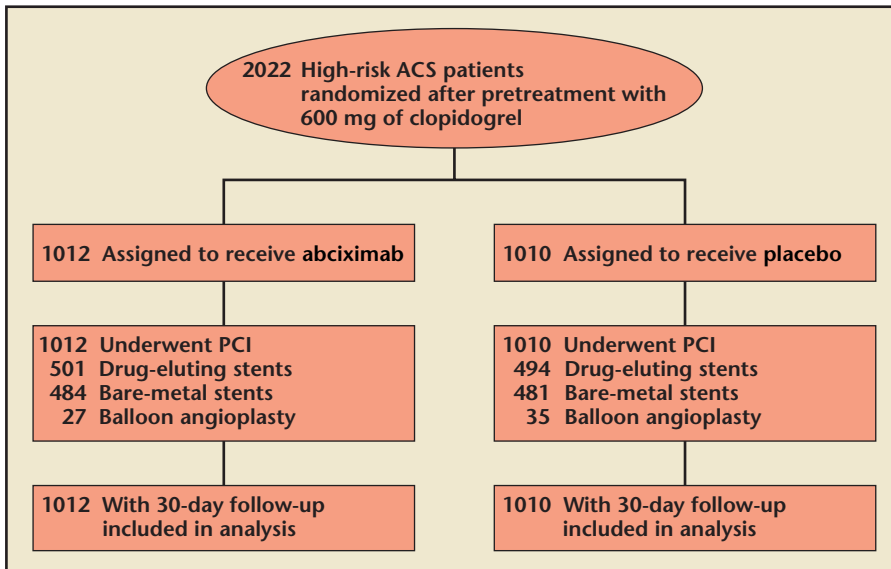 2022 High-risk ACS patients
randomized after pretreatment with
600 mg of clopidogrel
1012 Assigned to receive abciximab
1010 Assigned to receive placebo
1012 Underwent PCI
501 Drug-eluting stents
484 Bare-metal stents
27 Balloon angioplasty
1010 Underwent PCI
494 Drug-eluting stents
481 Bare-metal stents
35 Balloon angioplasty
1012 With 30-day follow-up
included in analysis
1010 With 30-day follow-up
included in analysis